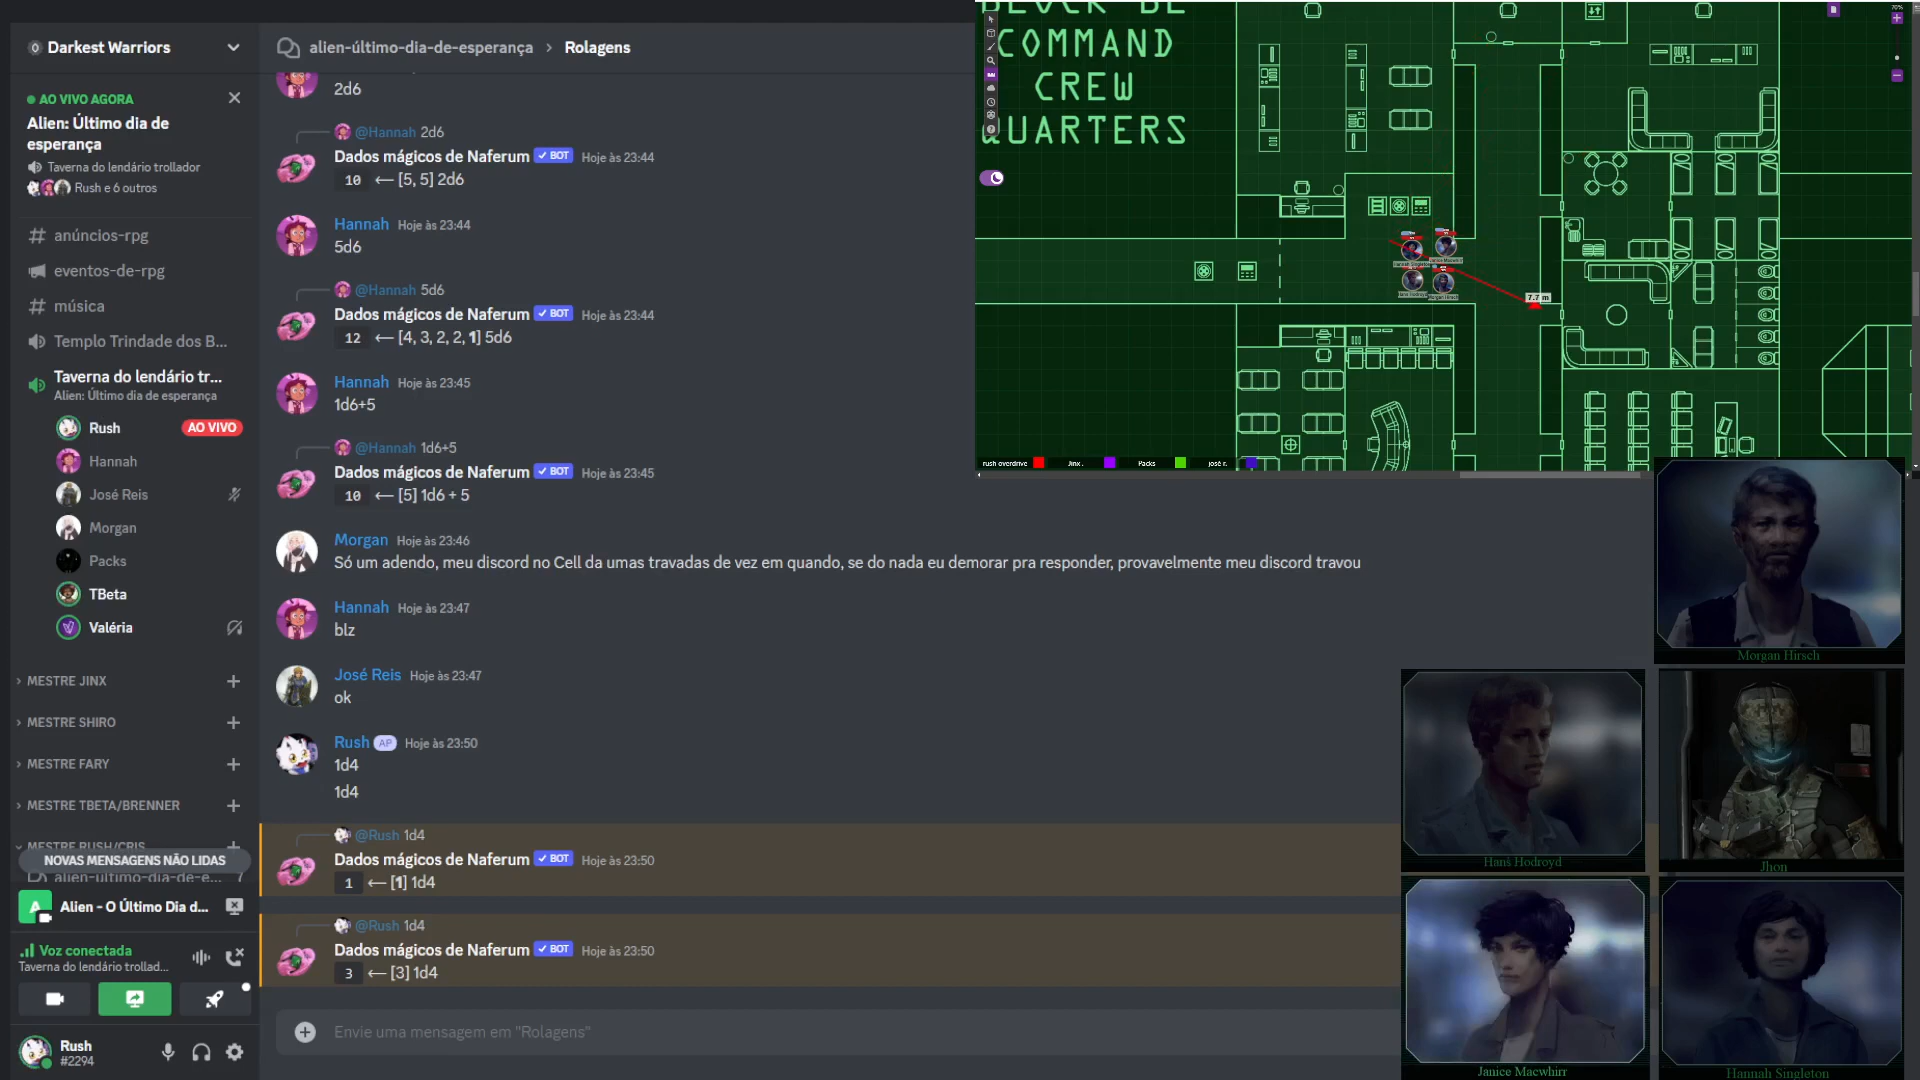 Darkest Warriors
AO VIVO AGORA
Alien: Último dia de
esperança
Taverna do lendário trollador
Rush e 6 outros
anúncios-rpg
eventos-de-rpg
música
Templo Trindade dos B...
Taverna do lendário tr...
Alien: Último dia de esperança
Rush
AO VIVO
Hannah
José Reis
Morgan
Packs
TBeta
Valéria
MESTRE JINX
MESTRE SHIRO
MESTRE FARY
MESTRE TBETA/BRENNER
MESTRE RUSH/CRIS
NOVAS MENSAGENS NÃO LIDAS
alien-último-dia-de-e...
Alien - O Último Dia d...
Voz conectada
Taverna do lendário trollad...
Rush
#2294
alien-último-dia-de-esperança › Rolagens
2d6
@Hannah 2d6
Dados mágicos de Naferum BOT Hoje às 23:44
10 ⟵ [5, 5] 2d6
Hannah Hoje às 23:44
5d6
@Hannah 5d6
Dados mágicos de Naferum BOT Hoje às 23:44
12 ⟵ [4, 3, 2, 2, 1] 5d6
Hannah Hoje às 23:45
1d6+5
@Hannah 1d6+5
Dados mágicos de Naferum BOT Hoje às 23:45
10 ⟵ [5] 1d6 + 5
Morgan Hoje às 23:46
Só um adendo, meu discord no Cell da umas travadas de vez em quando, se do nada eu demorar pra responder, provavelmente meu discord travou
Hannah Hoje às 23:47
blz
José Reis Hoje às 23:47
ok
Rush AP Hoje às 23:50
1d4
1d4
@Rush 1d4
Dados mágicos de Naferum BOT Hoje às 23:50
1 ⟵ [1] 1d4
@Rush 1d4
Dados mágicos de Naferum BOT Hoje às 23:50
3 ⟵ [3] 1d4
Envie uma mensagem em "Rolagens"
COMMAND
CREW
QUARTERS
70%
7.7 m
rush overdrive
Jinx .
Packs
josé r.
Morgan Hirsch
Hans Hodroyd
Jhon
Janice Macwhirr
Hannah Singleton